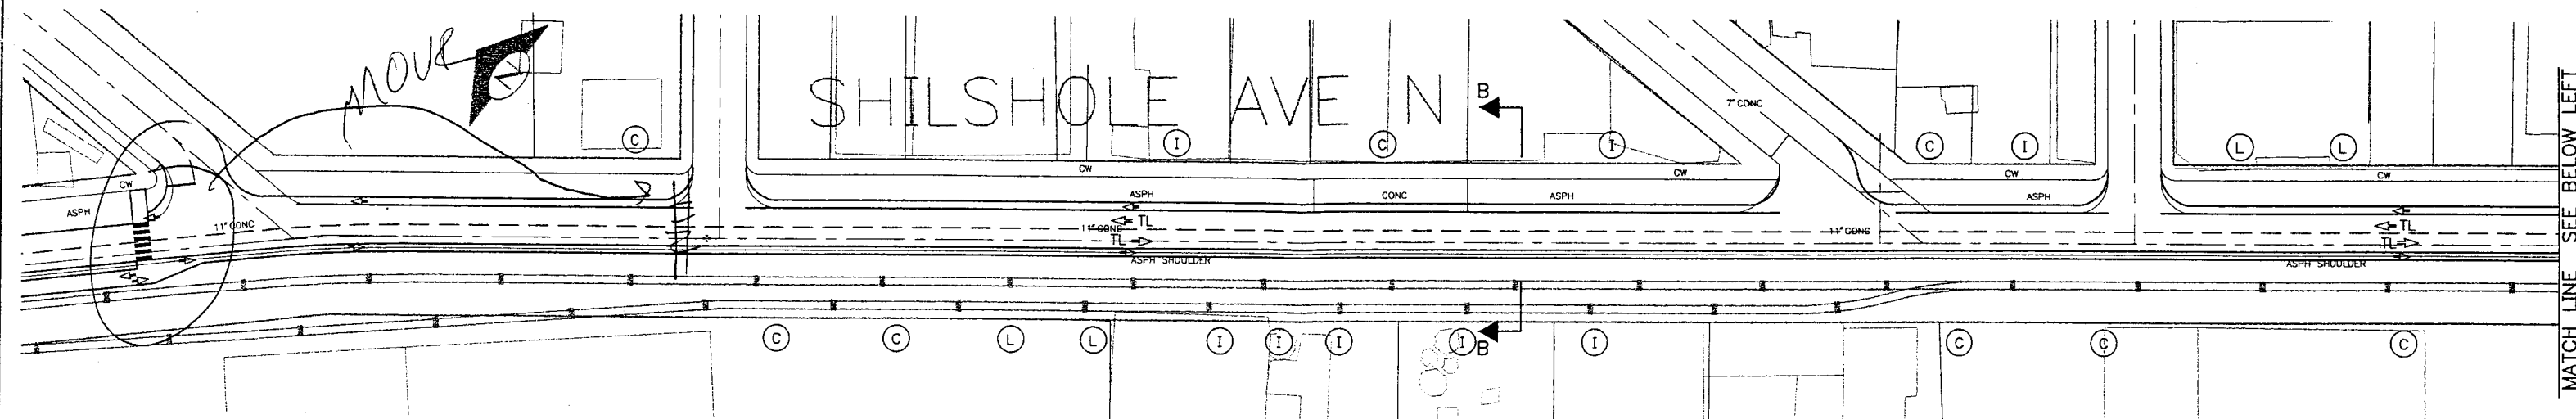 MOVE
N
SHILSHOLE AVE N
B
7" CONC
C
I
C
I
C
I
L
L
CW
CW
CW
CW
CW
ASPH
ASPH
CONC
ASPH
ASPH
11" CONC
TL
11" CONC
TL
11" CONC
TL
TL
ASPH SHOULDER
ASPH SHOULDER
C
C
L
L
I
I
I
I
B
I
C
C
C
MATCH LINE SEE BELOW LEFT